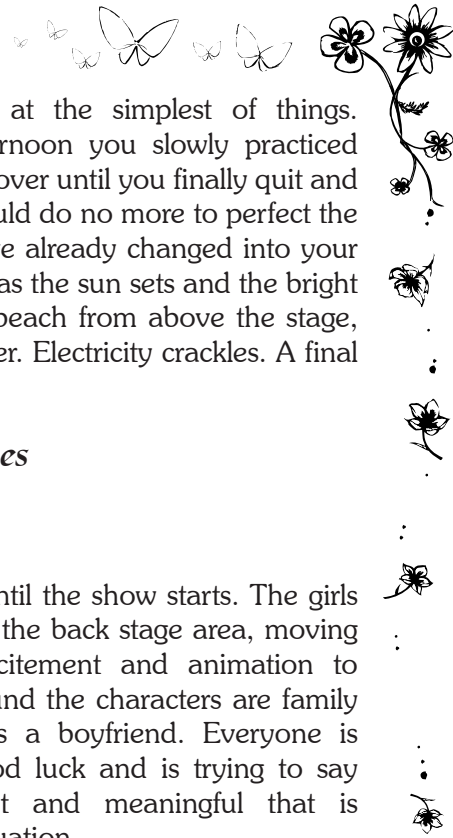 at the simplest of things.
rnoon you slowly practiced
over until you finally quit and
uld do no more to perfect the
e already changed into your
as the sun sets and the bright
beach from above the stage,
er. Electricity crackles. A final
es
ntil the show starts. The girls
the back stage area, moving
citement and animation to
und the characters are family
s a boyfriend. Everyone is
od luck and is trying to say
t and meaningful that is
uation.